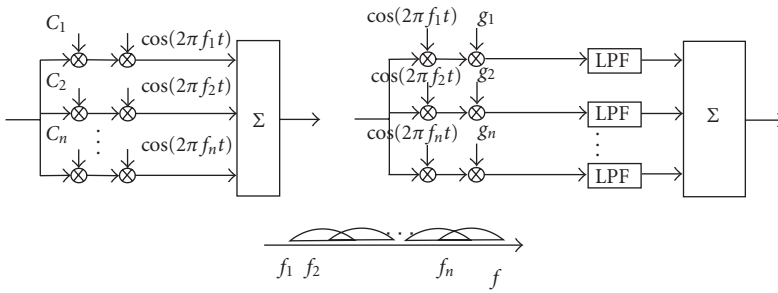 C₁
cos(2πf₁t)
C₂
cos(2πf₂t)
Cₙ
cos(2πfₙt)
Σ
cos(2πf₁t) g₁
LPF
cos(2πf₂t) g₂
LPF
cos(2πfₙt) gₙ
LPF
Σ
f₁ f₂ fₙ f